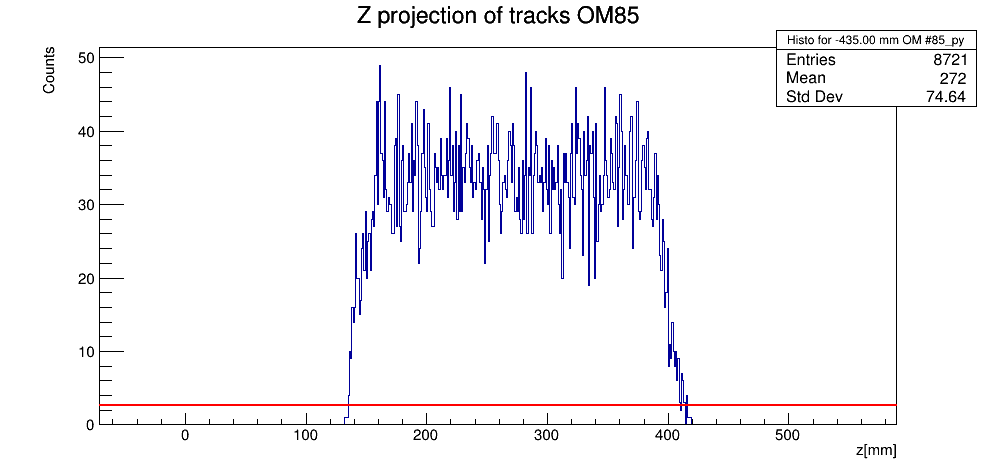 Z projection of tracks OM85
Histo for -435.00 mm OM #85_py
Entries 8721
Mean 272
Std Dev 74.64
Counts
50
40
30
20
10
0
0 100 200 300 400 500
z[mm]